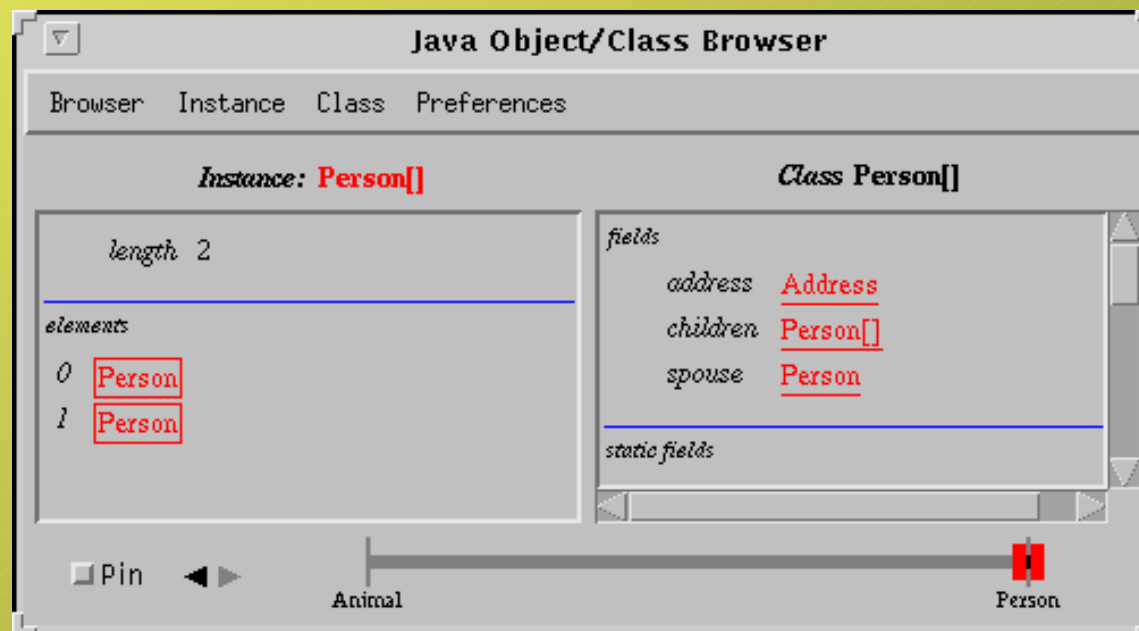 Java Object/Class Browser
Browser Instance Class Preferences
Instance: Person[]
length 2
elements
0 Person
1 Person
Class Person[]
fields
address Address
children Person[]
spouse Person
static fields
Pin
Animal
Person